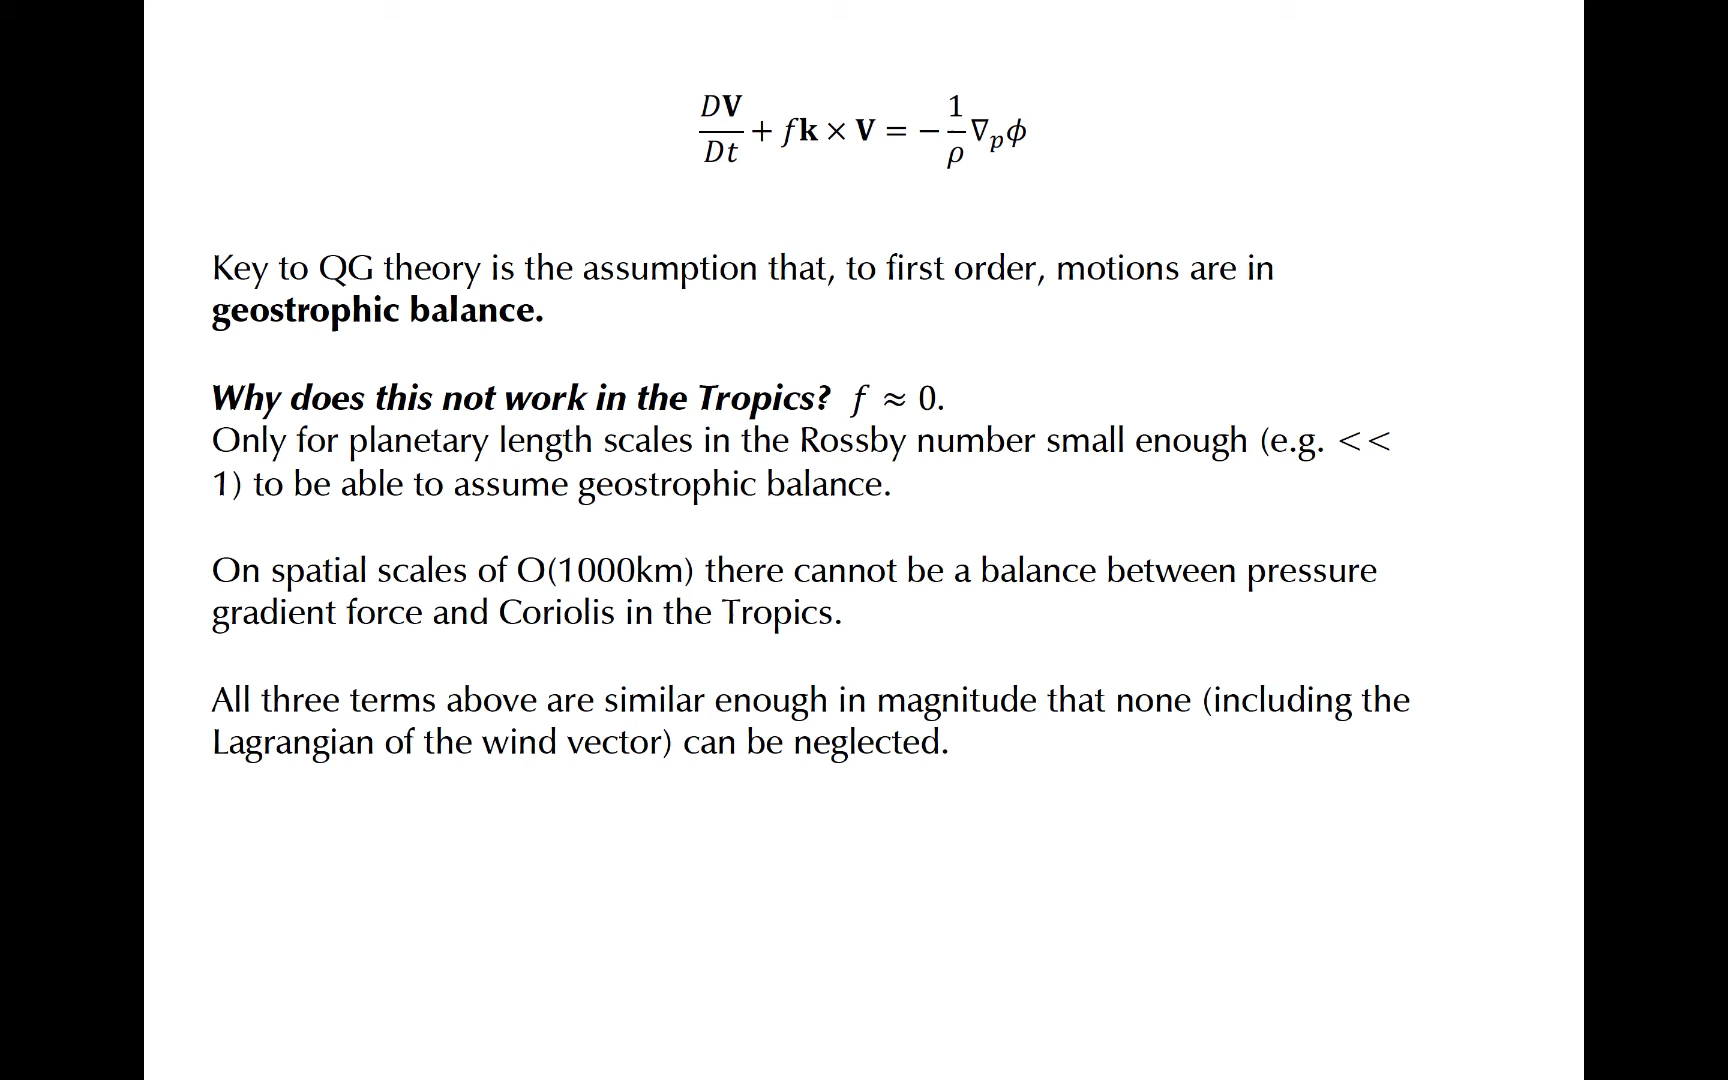 D𝐕/Dt + f𝐤 × 𝐕 = −1/ρ ∇ₚϕ
Key to QG theory is the assumption that, to first order, motions are in
geostrophic balance.
Why does this not work in the Tropics? f ≈ 0.
Only for planetary length scales in the Rossby number small enough (e.g. <<
1) to be able to assume geostrophic balance.
On spatial scales of O(1000km) there cannot be a balance between pressure
gradient force and Coriolis in the Tropics.
All three terms above are similar enough in magnitude that none (including the
Lagrangian of the wind vector) can be neglected.